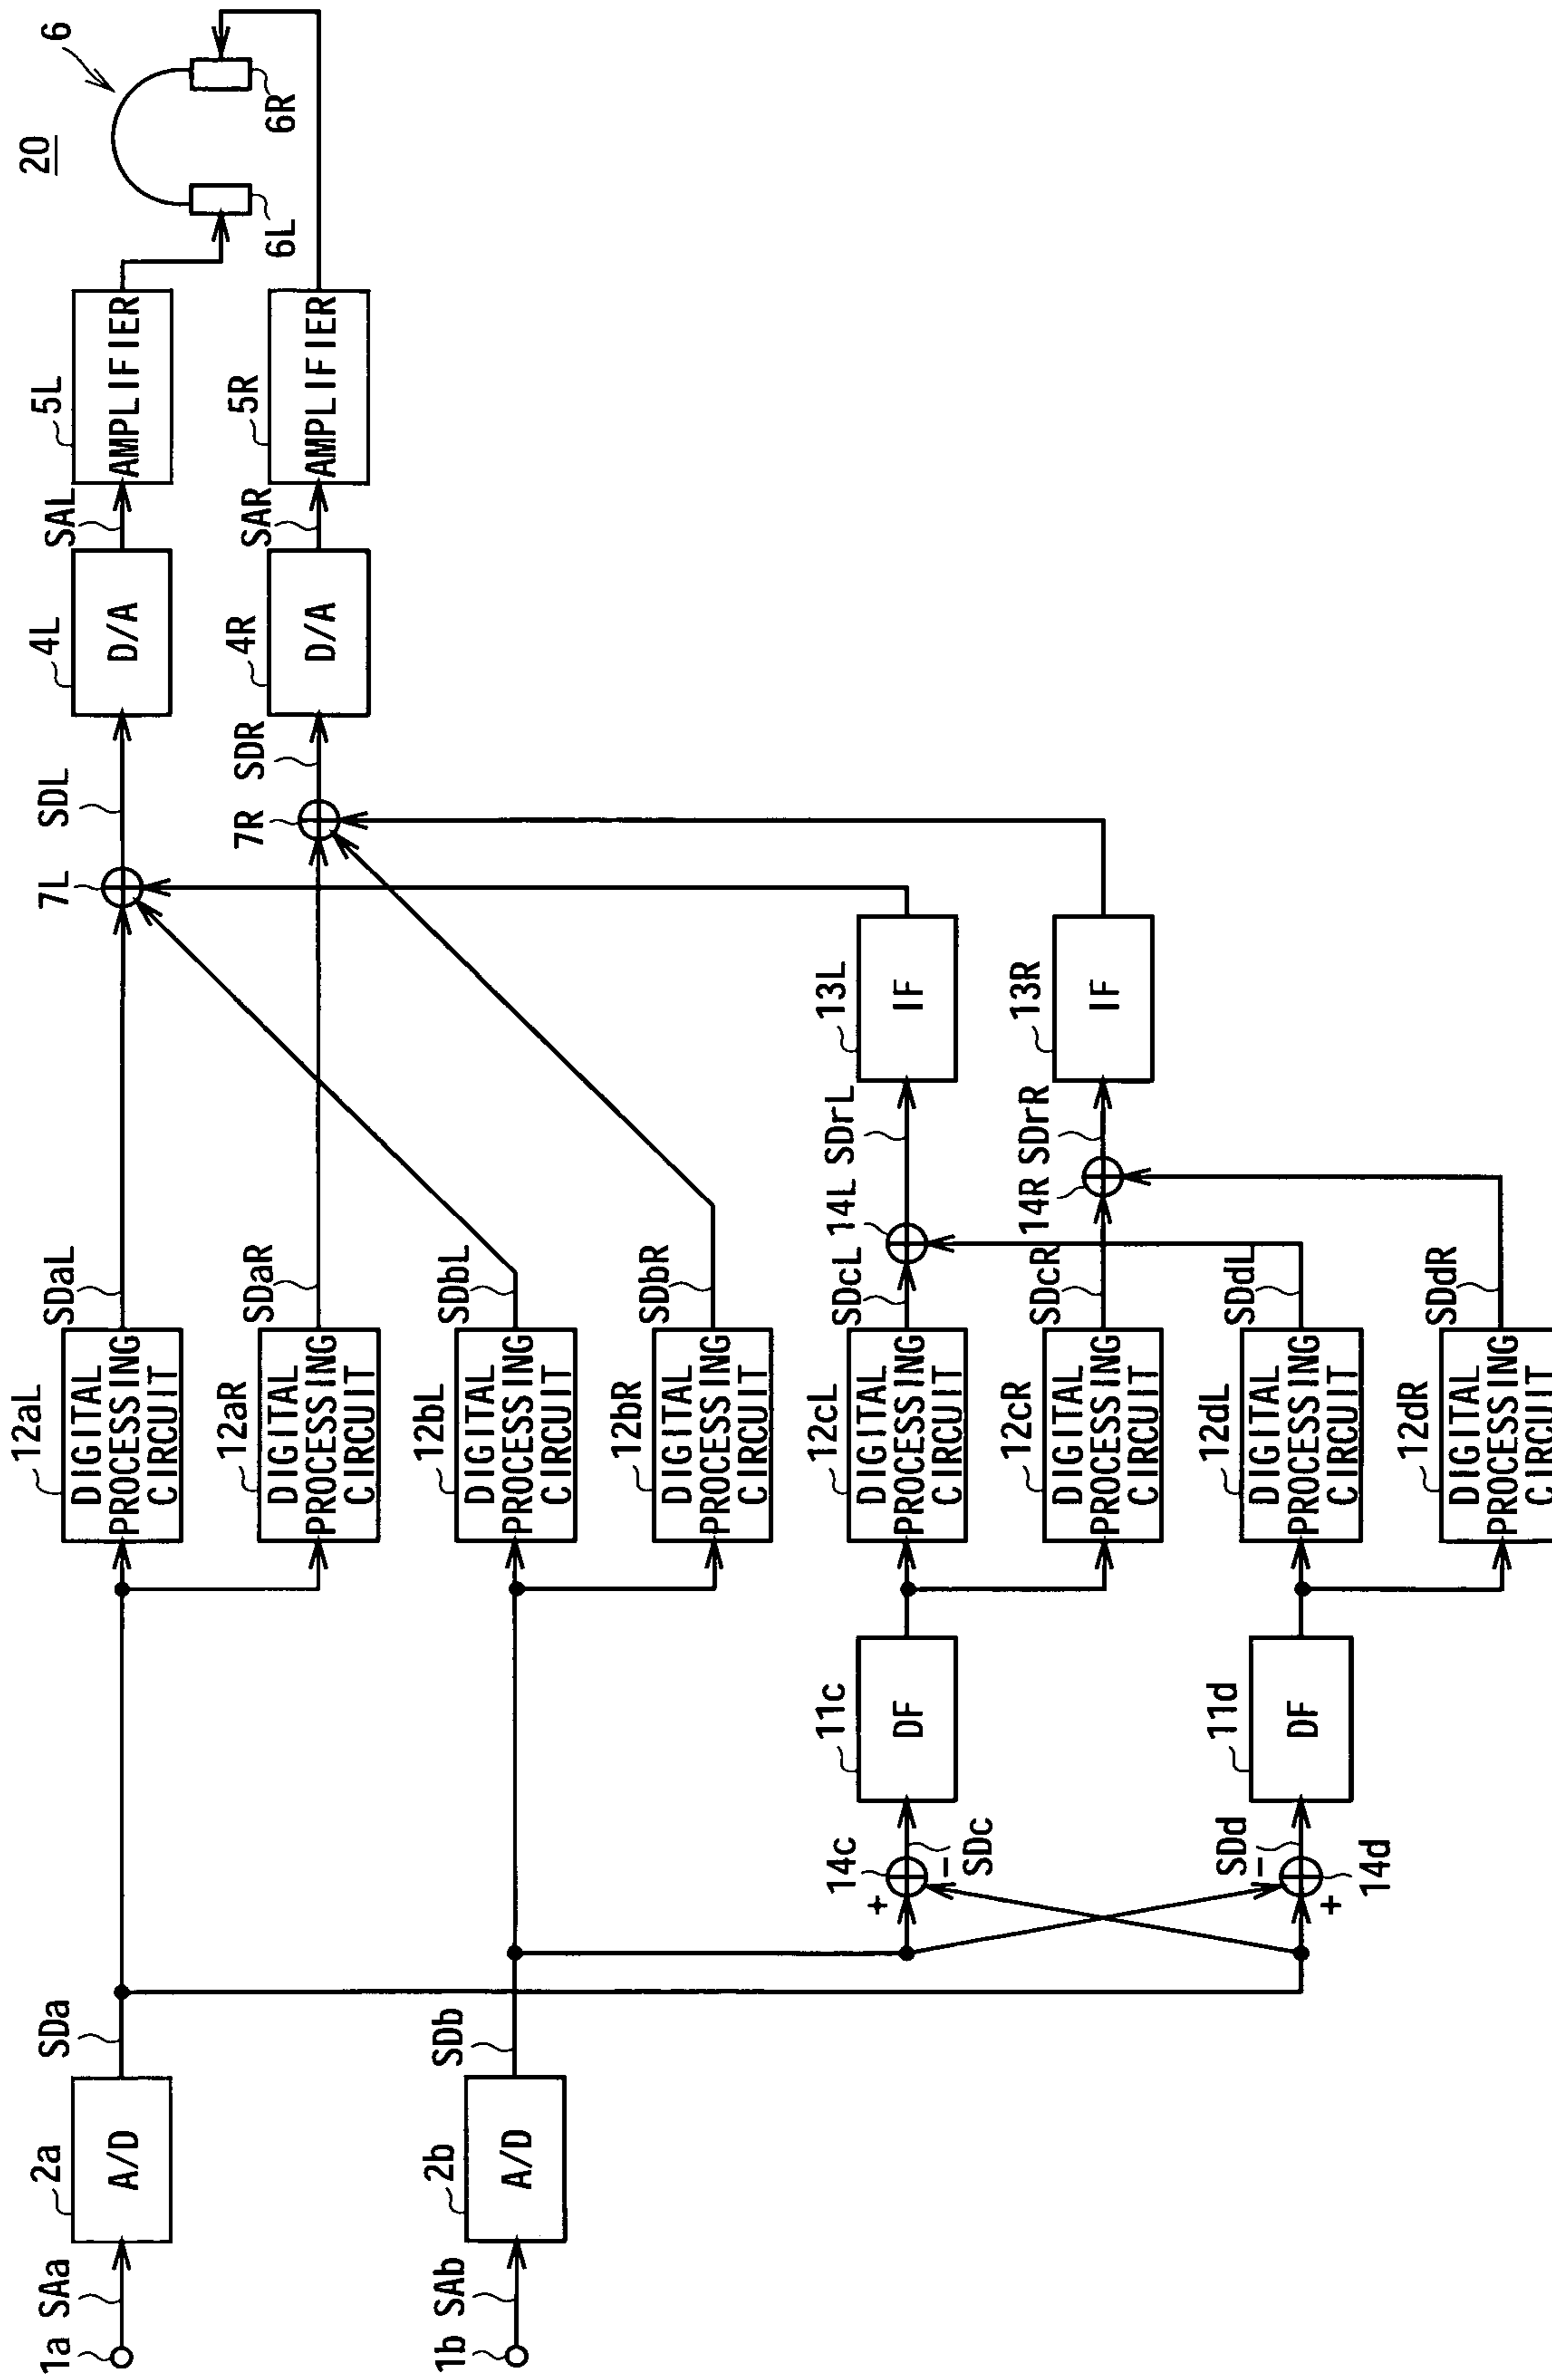 20
6
6L
6R
5L
AMPLIFIER
5R
AMPLIFIER
SAL
SAR
4L
D/A
4R
D/A
SDL
SDR
7L
7R
13L
IF
13R
IF
14L
SDrL
14R
SDrR
SDaL
SDaR
SDbL
SDbR
SDcL
SDcR
SDdL
SDdR
12aL
DIGITAL
PROCESSING
CIRCUIT
12aR
DIGITAL
PROCESSING
CIRCUIT
12bL
DIGITAL
PROCESSING
CIRCUIT
12bR
DIGITAL
PROCESSING
CIRCUIT
12cL
DIGITAL
PROCESSING
CIRCUIT
12cR
DIGITAL
PROCESSING
CIRCUIT
12dL
DIGITAL
PROCESSING
CIRCUIT
12dR
DIGITAL
PROCESSING
CIRCUIT
11c
DF
11d
DF
14c
+
−
SDc
SDd
−
+
14d
SDa
SDb
2a
A/D
2b
A/D
1a
SAa
1b
SAb